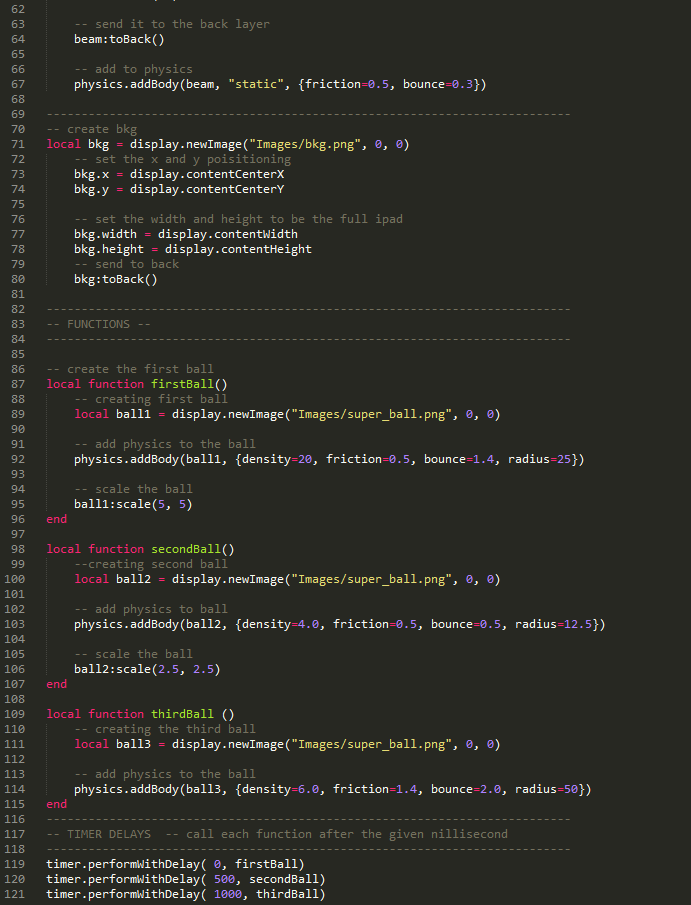 62
63 -- send it to the back layer
64 beam:toBack()
65
66 -- add to physics
67 physics.addBody(beam, "static", {friction=0.5, bounce=0.3})
68
69 ---------------------------------------------------------------------------
70 -- create bkg
71 local bkg = display.newImage("Images/bkg.png", 0, 0)
72 -- set the x and y poisitioning
73 bkg.x = display.contentCenterX
74 bkg.y = display.contentCenterY
75
76 -- set the width and height to be the full ipad
77 bkg.width = display.contentWidth
78 bkg.height = display.contentHeight
79 -- send to back
80 bkg:toBack()
81
82 ---------------------------------------------------------------------------
83 -- FUNCTIONS --
84 ---------------------------------------------------------------------------
85
86 -- create the first ball
87 local function firstBall()
88 -- creating first ball
89 local ball1 = display.newImage("Images/super_ball.png", 0, 0)
90
91 -- add physics to the ball
92 physics.addBody(ball1, {density=20, friction=0.5, bounce=1.4, radius=25})
93
94 -- scale the ball
95 ball1:scale(5, 5)
96 end
97
98 local function secondBall()
99 --creating second ball
100 local ball2 = display.newImage("Images/super_ball.png", 0, 0)
101
102 -- add physics to ball
103 physics.addBody(ball2, {density=4.0, friction=0.5, bounce=0.5, radius=12.5})
104
105 -- scale the ball
106 ball2:scale(2.5, 2.5)
107 end
108
109 local function thirdBall ()
110 -- creating the third ball
111 local ball3 = display.newImage("Images/super_ball.png", 0, 0)
112
113 -- add physics to the ball
114 physics.addBody(ball3, {density=6.0, friction=1.4, bounce=2.0, radius=50})
115 end
116 ---------------------------------------------------------------------------
117 -- TIMER DELAYS  -- call each function after the given nillisecond
118 ---------------------------------------------------------------------------
119 timer.performWithDelay( 0, firstBall)
120 timer.performWithDelay( 500, secondBall)
121 timer.performWithDelay( 1000, thirdBall)